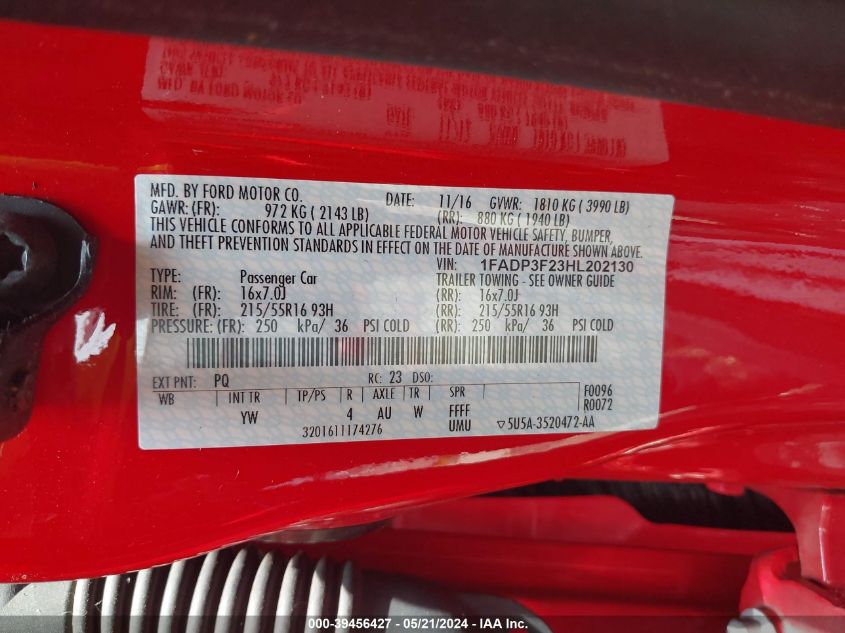 MFD. BY FORD MOTOR CO. DATE: 11/16 GVWR: 1810 KG ( 3990 LB)
GAWR: (FR): 972 KG ( 2143 LB) (RR): 880 KG ( 1940 LB)
THIS VEHICLE CONFORMS TO ALL APPLICABLE FEDERAL MOTOR VEHICLE SAFETY, BUMPER,
AND THEFT PREVENTION STANDARDS IN EFFECT ON THE DATE OF MANUFACTURE SHOWN ABOVE.
VIN: 1FADP3F23HL202130
TYPE: Passenger Car TRAILER TOWING - SEE OWNER GUIDE
RIM: (FR): 16x7.0J (RR): 16x7.0J
TIRE: (FR): 215/55R16 93H (RR): 215/55R16 93H
PRESSURE: (FR): 250 kPa/ 36 PSI COLD (RR): 250 kPa/ 36 PSI COLD
EXT PNT: PQ RC: 23 DSO:
WB INT TR TP/PS R AXLE TR SPR F0096
YW 4 AU W FFFF R0072
3201611174276 UMU ▽5U5A-3520472-AA
000-39456427 - 05/21/2024 - IAA Inc.